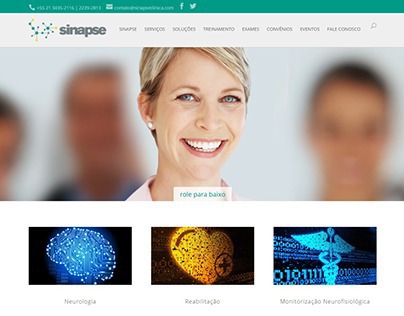 +55 21 3495-2116 | 2239-2813 contato@sinapseclinica.com
sinapse
SINAPSE SERVIÇOS SOLUÇÕES TREINAMENTO EXAMES CONVÊNIOS EVENTOS FALE CONOSCO
role para baixo
Neurologia Reabilitação Monitorização Neurofisiológica